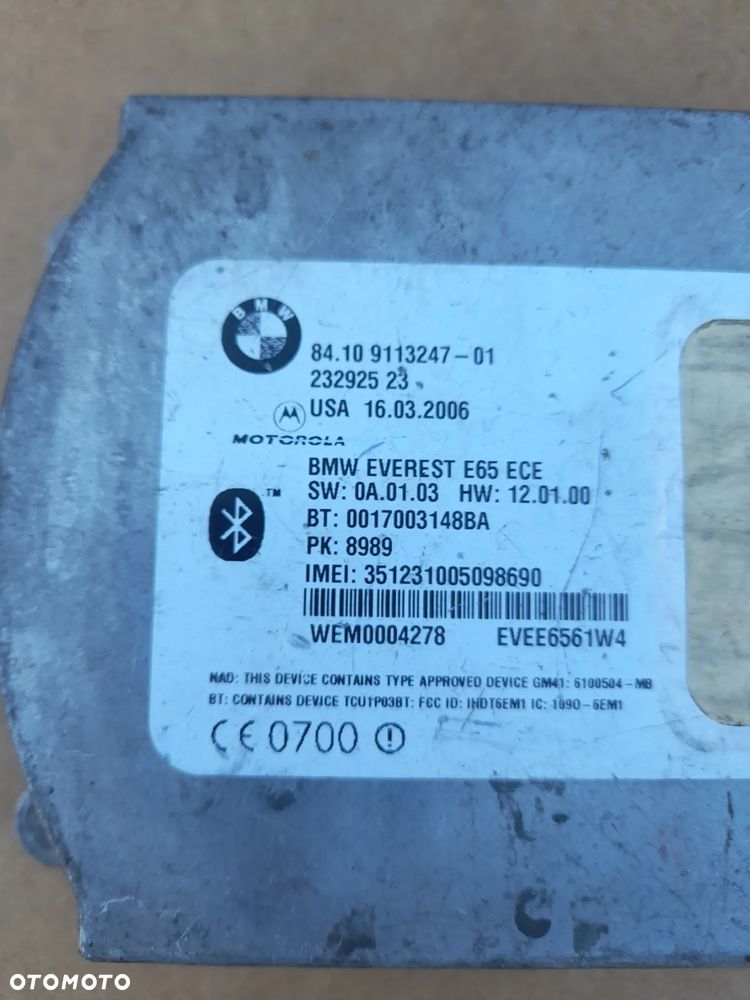 BMW
84.10 9113247-01
232925 23
USA 16.03.2006
MOTOROLA
BMW EVEREST E65 ECE
SW: 0A.01.03 HW: 12.01.00
TM
BT: 0017003148BA
PK: 8989
IMEI: 351231005098690
WEM0004278 EVEE6561W4
NAD: THIS DEVICE CONTAINS TYPE APPROVED DEVICE GM41: 6100504-MB
BT: CONTAINS DEVICE TCU1P03BT: FCC ID: IHDT6EM1 IC: 1090-6EM1
CE 0700
OTOMOTO